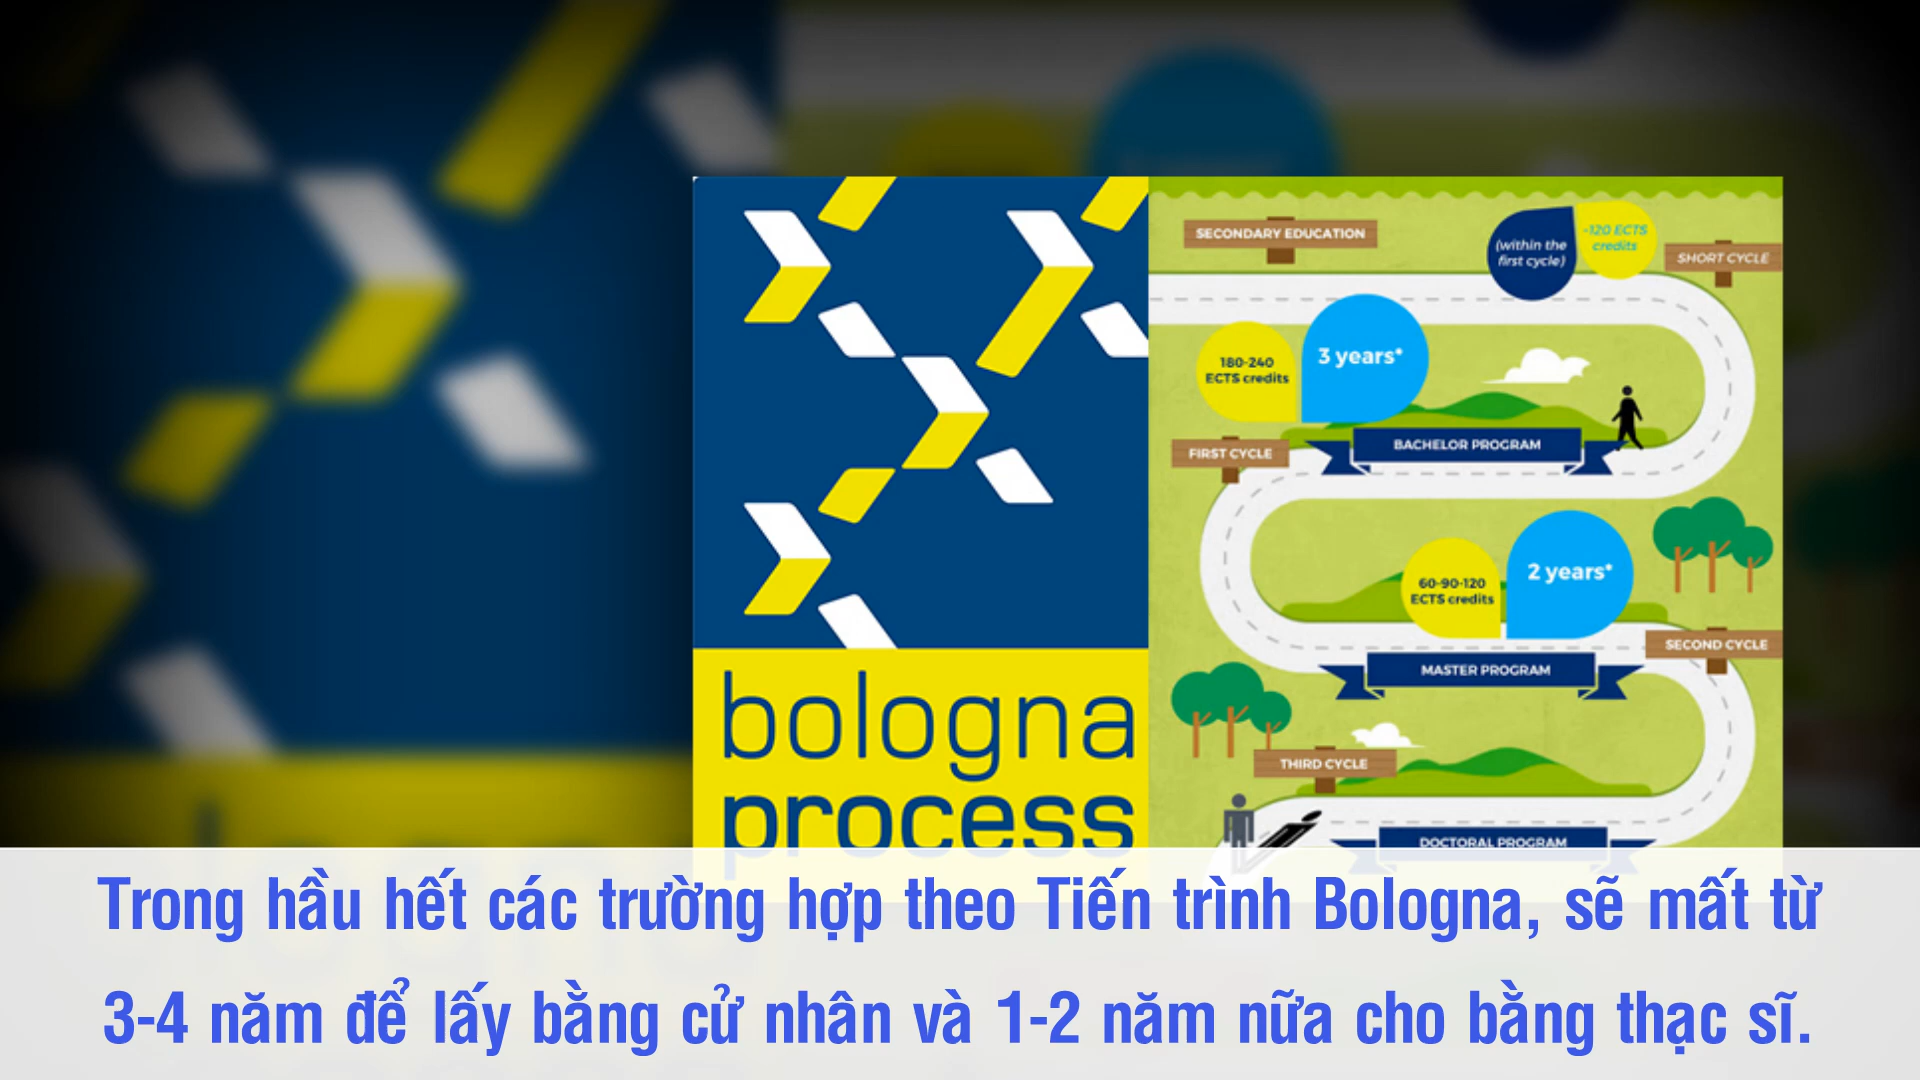 SECONDARY EDUCATION
(within the
first cycle)
~120 ECTS
credits
SHORT CYCLE
180-240
ECTS credits
3 years*
FIRST CYCLE
BACHELOR PROGRAM
60-90-120
ECTS credits
2 years*
SECOND CYCLE
MASTER PROGRAM
THIRD CYCLE
DOCTORAL PROGRAM
bologna
process
Trong hầu hết các trường hợp theo Tiến trình Bologna, sẽ mất từ
3-4 năm để lấy bằng cử nhân và 1-2 năm nữa cho bằng thạc sĩ.